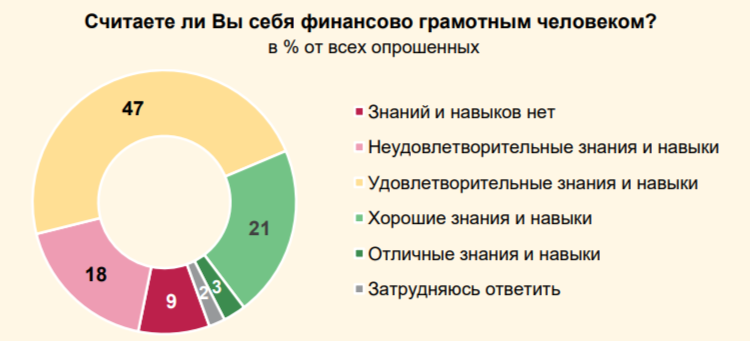 Считаете ли Вы себя финансово грамотным человеком?
в % от всех опрошенных
47
21
3
2
9
18
Знаний и навыков нет
Неудовлетворительные знания и навыки
Удовлетворительные знания и навыки
Хорошие знания и навыки
Отличные знания и навыки
Затрудняюсь ответить